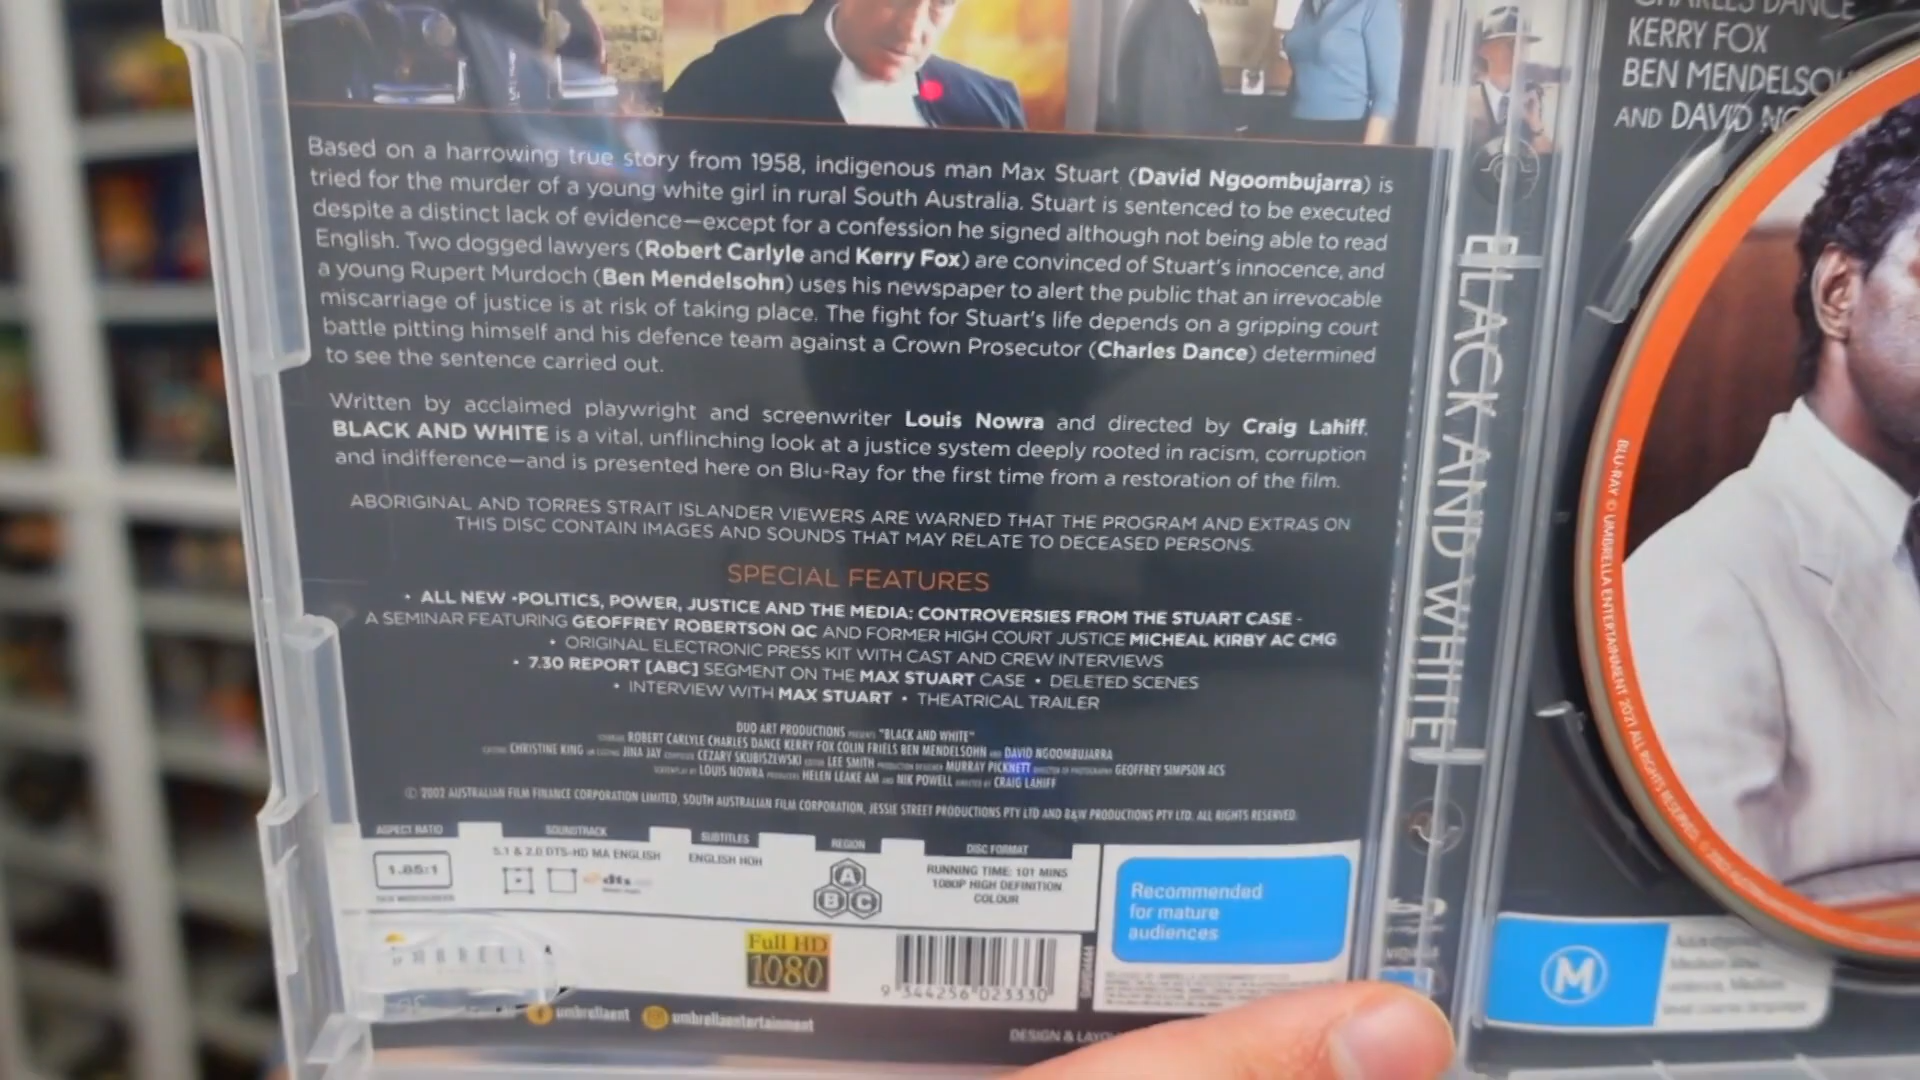 Based on a harrowing true story from 1958, indigenous man Max Stuart (David Ngoombujarra) is
tried for the murder of a young white girl in rural South Australia. Stuart is sentenced to be executed
despite a distinct lack of evidence—except for a confession he signed although not being able to read
English. Two dogged lawyers (Robert Carlyle and Kerry Fox) are convinced of Stuart's innocence, and
a young Rupert Murdoch (Ben Mendelsohn) uses his newspaper to alert the public that an irrevocable
miscarriage of justice is at risk of taking place. The fight for Stuart's life depends on a gripping court
battle pitting himself and his defence team against a Crown Prosecutor (Charles Dance) determined
to see the sentence carried out.
Written by acclaimed playwright and screenwriter Louis Nowra and directed by Craig Lahiff,
BLACK AND WHITE is a vital, unflinching look at a justice system deeply rooted in racism, corruption
and indifference—and is presented here on Blu-Ray for the first time from a restoration of the film.
ABORIGINAL AND TORRES STRAIT ISLANDER VIEWERS ARE WARNED THAT THE PROGRAM AND EXTRAS ON
THIS DISC CONTAIN IMAGES AND SOUNDS THAT MAY RELATE TO DECEASED PERSONS.
SPECIAL FEATURES
• ALL NEW -POLITICS, POWER, JUSTICE AND THE MEDIA: CONTROVERSIES FROM THE STUART CASE -
A SEMINAR FEATURING GEOFFREY ROBERTSON QC AND FORMER HIGH COURT JUSTICE MICHEAL KIRBY AC CMG
• ORIGINAL ELECTRONIC PRESS KIT WITH CAST AND CREW INTERVIEWS
• 7.30 REPORT [ABC] SEGMENT ON THE MAX STUART CASE • DELETED SCENES
• INTERVIEW WITH MAX STUART • THEATRICAL TRAILER
DUO ART PRODUCTIONS PRESENTS "BLACK AND WHITE"
ROBERT CARLYLE CHARLES DANCE KERRY FOX COLIN FRIELS BEN MENDELSOHN AND DAVID NGOOMBUJARRA
CHRISTINE KING JINA JAY CEZARY SKUBISZEWSKI LEE SMITH PRODUCTION DESIGNER MURRAY PICKNETT DIRECTOR OF PHOTOGRAPHY GEOFFREY SIMPSON ACS
LOUIS NOWRA PRODUCERS HELEN LEAKE AM AND NIK POWELL DIRECTED BY CRAIG LAHIFF
© 2002 AUSTRALIAN FILM FINANCE CORPORATION LIMITED, SOUTH AUSTRALIAN FILM CORPORATION, JESSIE STREET PRODUCTIONS PTY LTD AND B&W PRODUCTIONS PTY LTD. ALL RIGHTS RESERVED.
ASPECT RATIO
1.85:1
SOUNDTRACK
5.1 & 2.0 DTS-HD MA ENGLISH
dts
SUBTITLES
ENGLISH HOH
REGION
A
B C
DISC FORMAT
RUNNING TIME: 101 MINS
1080P HIGH DEFINITION
COLOUR
Recommended
for mature
audiences
Full HD
1080
9 344256 023330
umbrellaent
umbrellaentertainment
DESIGN &
BLACK AND WHITE
CHARLES DANCE
KERRY FOX
BEN MENDELSOH
AND DAVID NG
BLU-RAY © UMBRELLA ENTERTAINMENT 2021 ALL RIGHTS RESERVED.
M